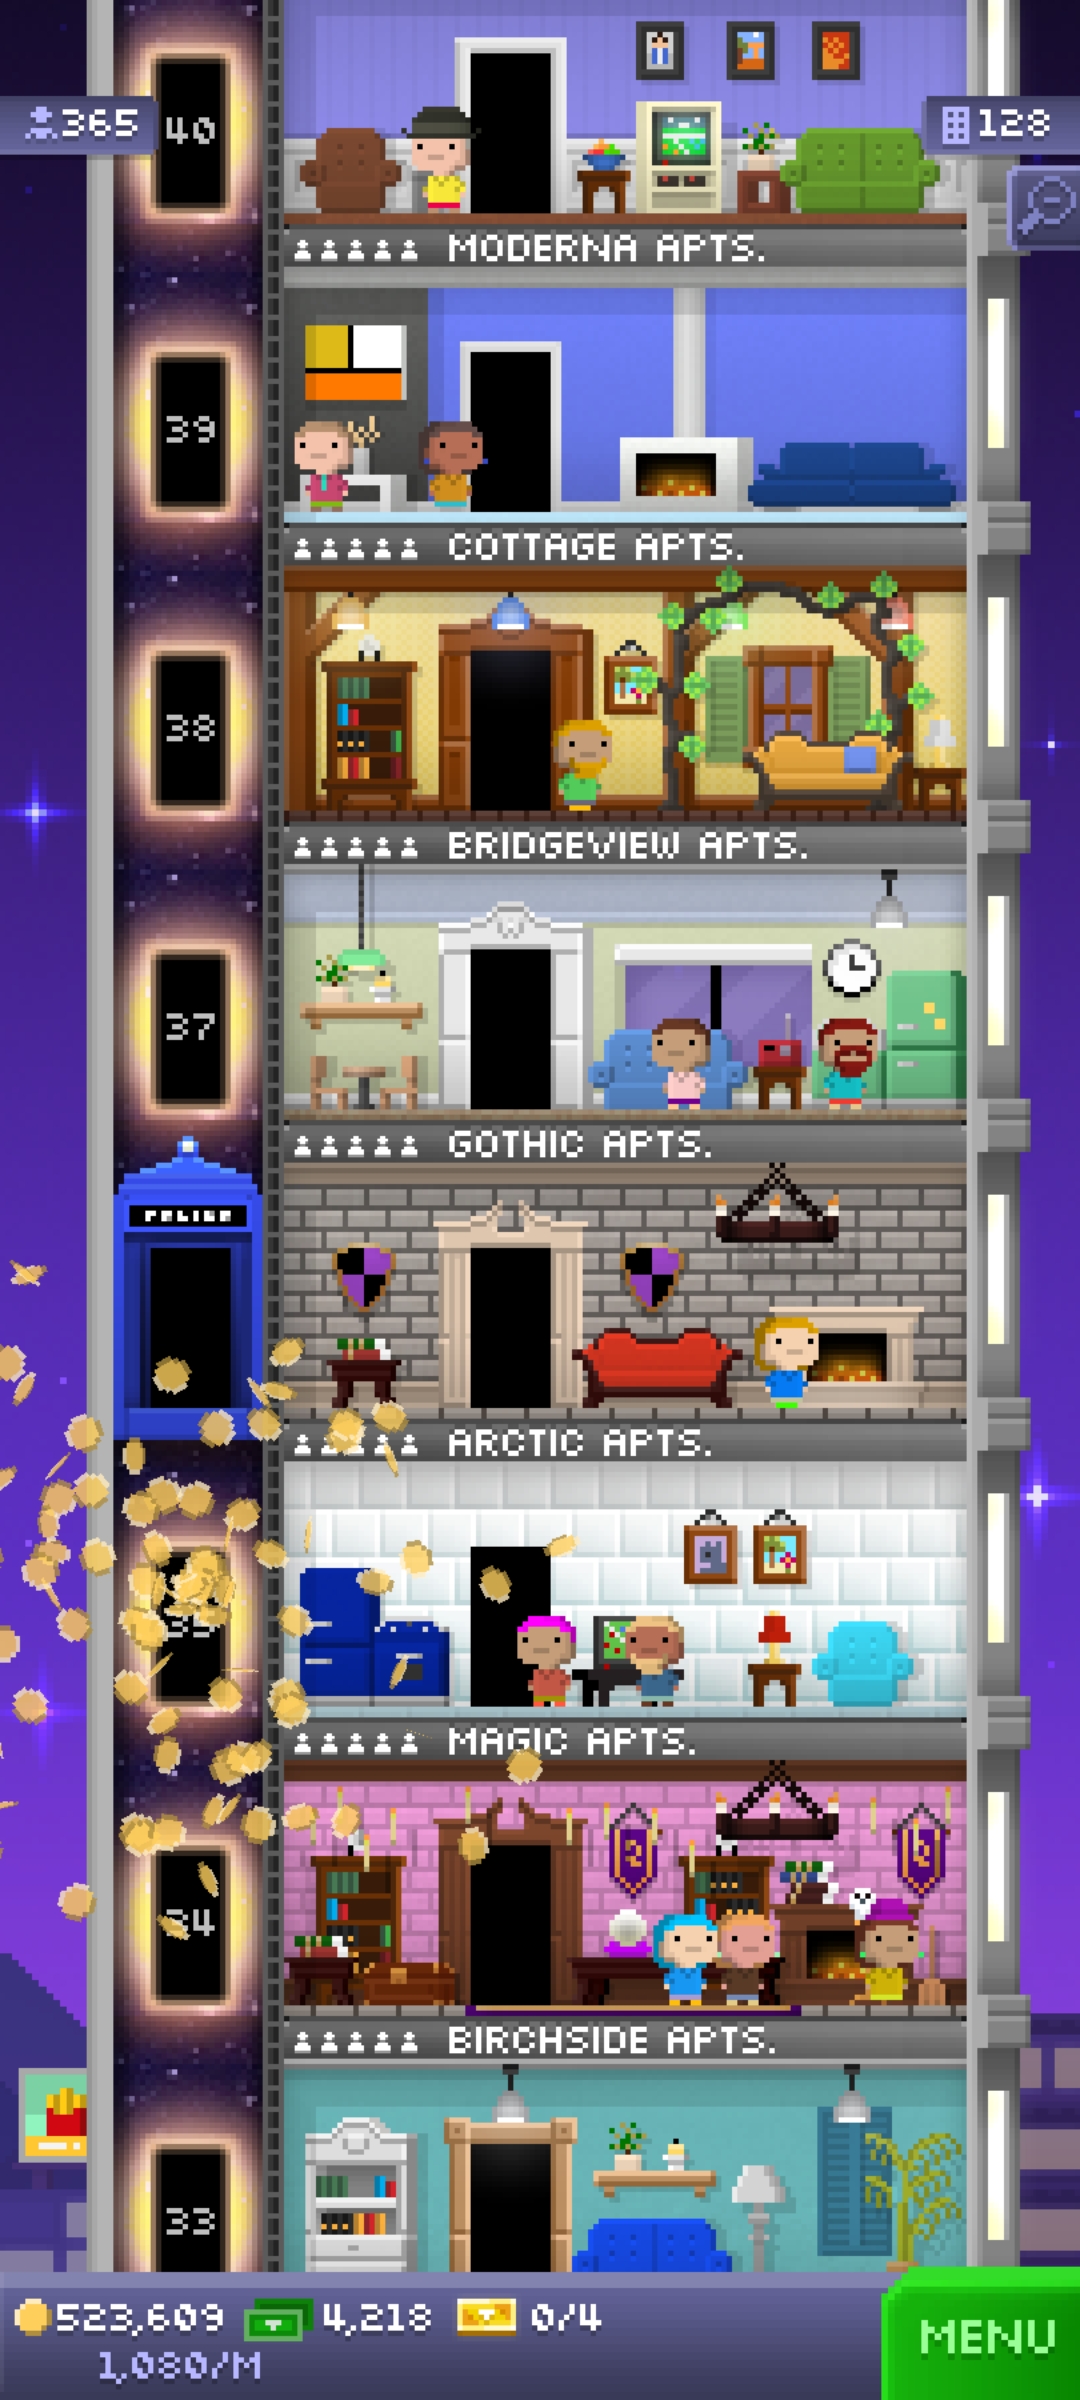 40
365
128
MODERNA APTS.
39
COTTAGE APTS.
38
BRIDGEVIEW APTS.
37
GOTHIC APTS.
POLICE
ARCTIC APTS.
MAGIC APTS.
34
BIRCHSIDE APTS.
33
523,609 4,218 0/4
1,080/M
MENU